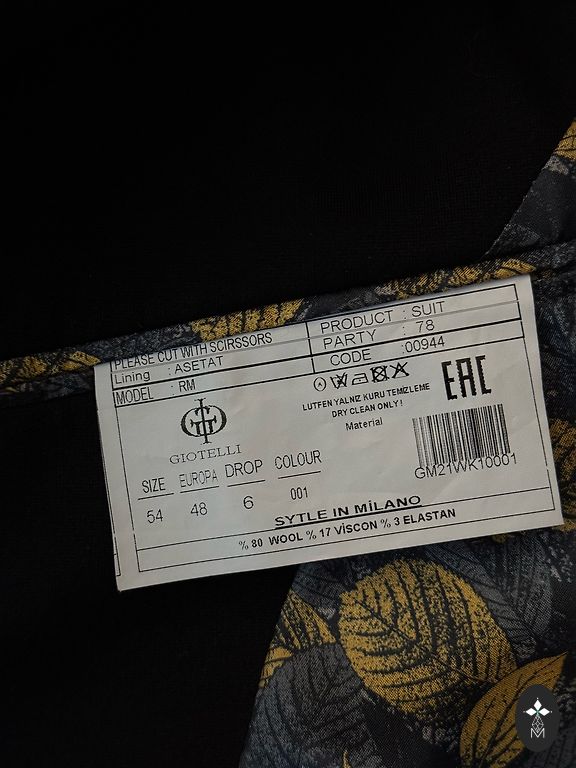 PLEASE CUT WITH SCIRSSORS
Lining : ASETAT
MODEL : RM
PRODUCT : SUIT
PARTY : 78
CODE : 00944
GIOTELLI
LUTFEN YALNIZ KURU TEMIZLEME
DRY CLEAN ONLY !
Material
EAC
GM21WK10001
SIZE EUROPA DROP COLOUR
54 48 6 001
SYTLE IN MİLANO
% 80 WOOL % 17 VİSCON % 3 ELASTAN
M